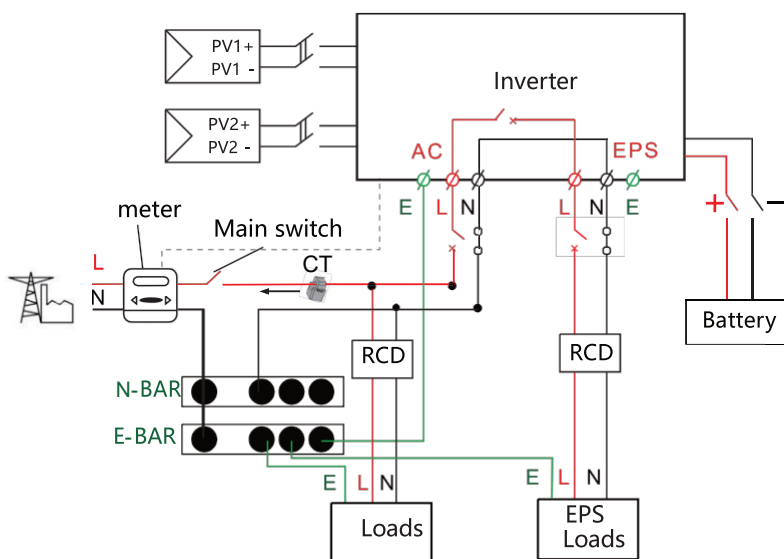 PV1+
PV1 -
PV2+
PV2 -
Inverter
AC
EPS
E
L
N
L
N
E
meter
Main switch
L
N
CT
+
-
Battery
RCD
RCD
N-BAR
E-BAR
E
L
N
E
L
N
Loads
EPS
Loads